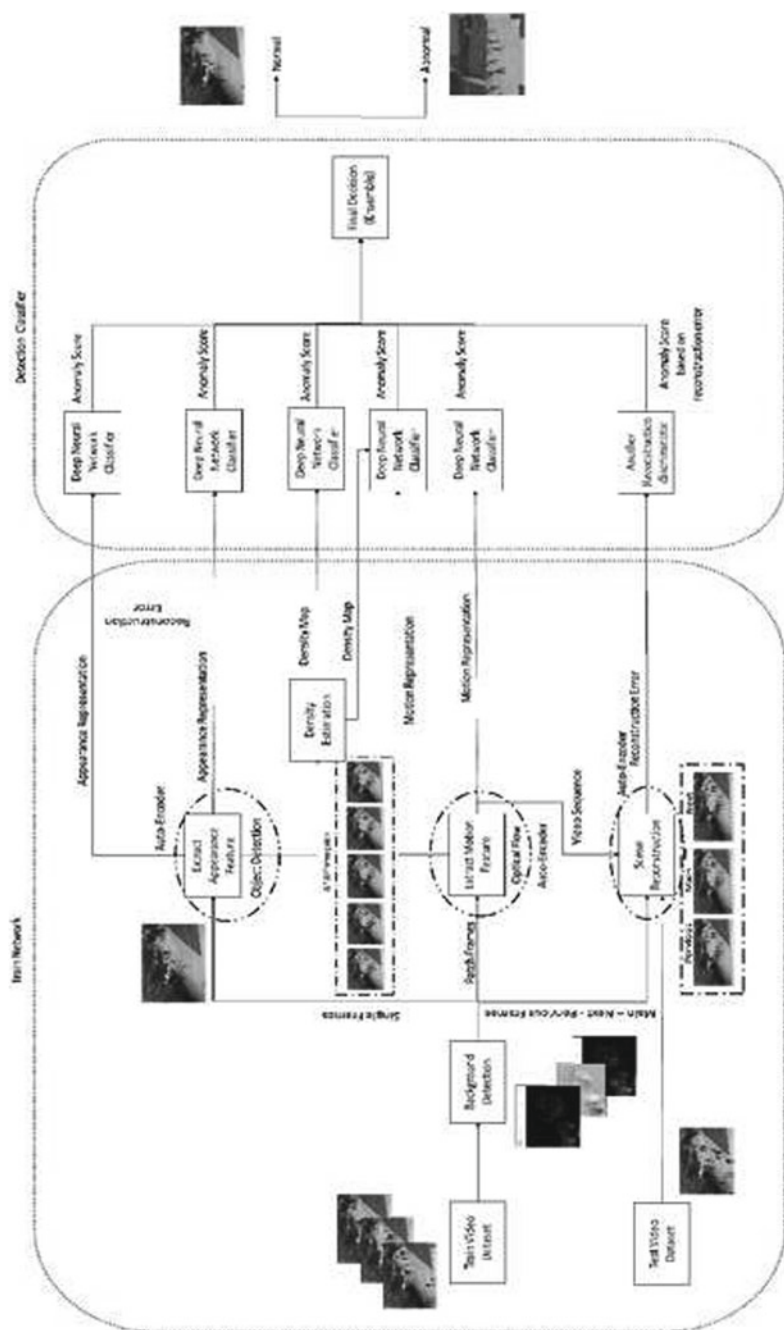 Train Network
Detection Classifier
Train Video
Dataset
Test Video
Dataset
Background
Detection
Single Frames
Main – Next -
Frames
Extract
Appearance
Feature
Auto-Encoder
Object Detection
Appearance Representation
Appearance Representation
Reconstruction
Error
Density
Estimation
Density Map
Density Map
Extract Motion
Feature
Optical Flow
Auto-Encoder
Motion Representation
Motion Representation
Video Sequence
Scene
Reconstruction
Auto-Encoder
Reconstruction Error
Previous
Deep Neural
Network
Classifier
Anomaly Score
Deep Neural
Network
Classifier
Anomaly Score
Deep Neural
Network
Classifier
Anomaly Score
Deep Neural
Network
Classifier
Anomaly Score
Deep Neural
Network
Classifier
Anomaly Score
Another
Reconstruction
Anomaly Score
based on
reconstruction error
Final Decision
(Ensemble)
Normal
Abnormal